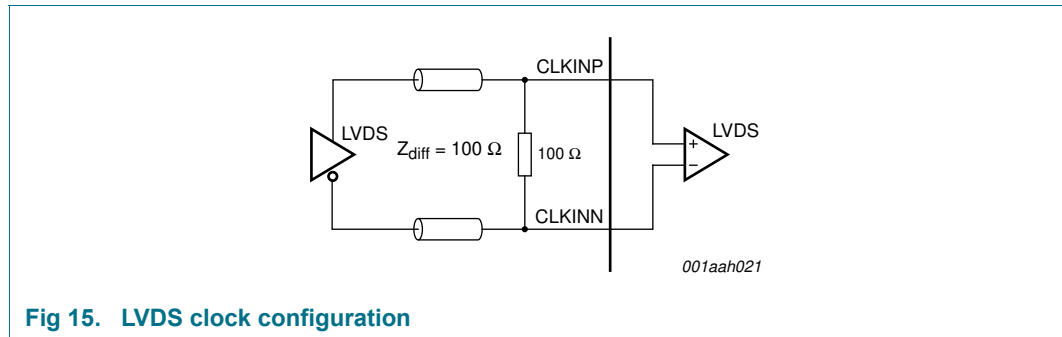 CLKINP
LVDS
LVDS
Zdiff = 100 Ω
100 Ω
+
−
CLKINN
001aah021
Fig 15. LVDS clock configuration